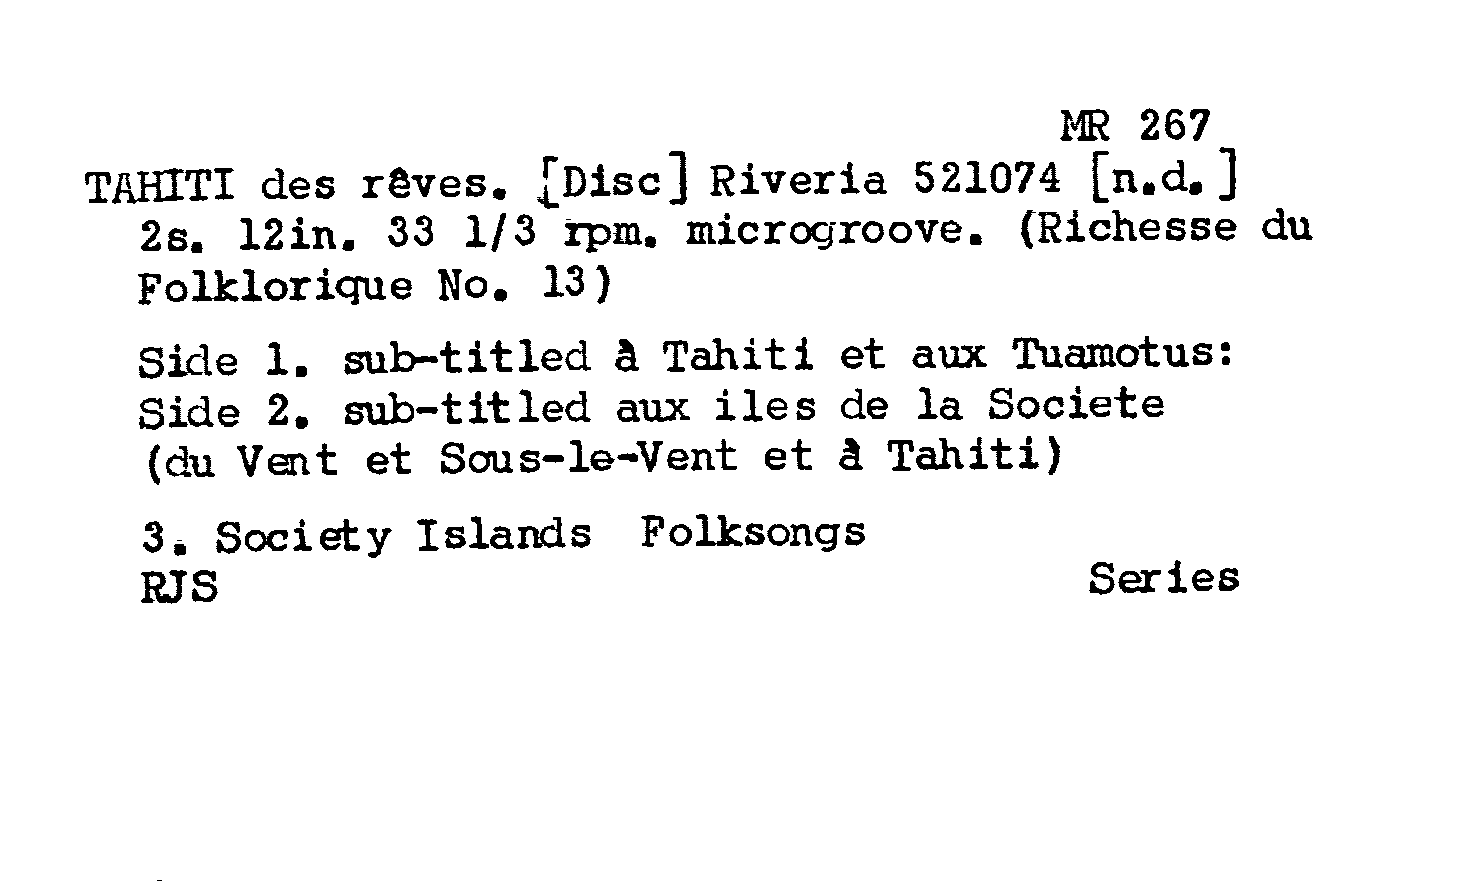 MR 267
TAHITI des rêves. [Disc] Riveria 521074 [n.d.]
2s. 12in. 33 1/3 rpm. microgroove. (Richesse du
Folklorique No. 13)
Side 1. sub-titled à Tahiti et aux Tuamotus:
Side 2. sub-titled aux iles de la Societe
(du Vent et Sous-le-Vent et à Tahiti)
3. Society Islands Folksongs
RJS Series